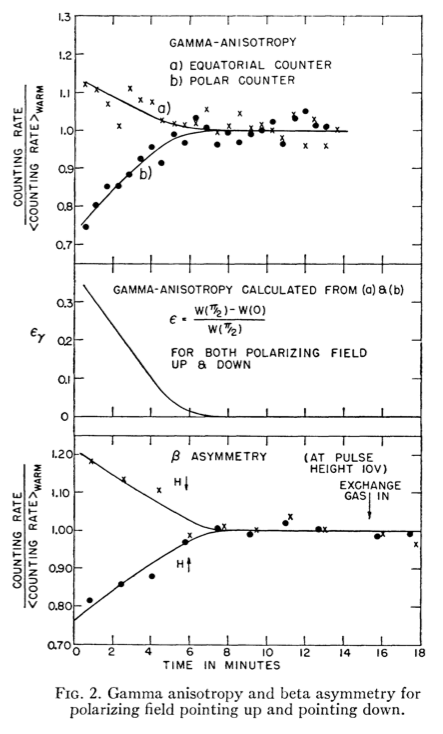 1.3
GAMMA-ANISOTROPY
a) EQUATORIAL COUNTER
b) POLAR COUNTER
1.2
1.1
1.0
0.9
0.8
0.7
a)
b)
COUNTING RATE
<COUNTING RATE>WARM
GAMMA-ANISOTROPY CALCULATED FROM (a) & (b)
ϵ = W(π/2) - W(0)
W(π/2)
FOR BOTH POLARIZING FIELD
UP & DOWN
ϵγ
0.3
0.2
0.1
0
β ASYMMETRY (AT PULSE
HEIGHT 10V)
EXCHANGE
GAS IN
H↓
H↑
1.20
1.10
1.00
0.90
0.80
0.70
COUNTING RATE
<COUNTING RATE>WARM
0 2 4 6 8 10 12 14 16 18
TIME IN MINUTES
FIG. 2. Gamma anisotropy and beta asymmetry for
polarizing field pointing up and pointing down.